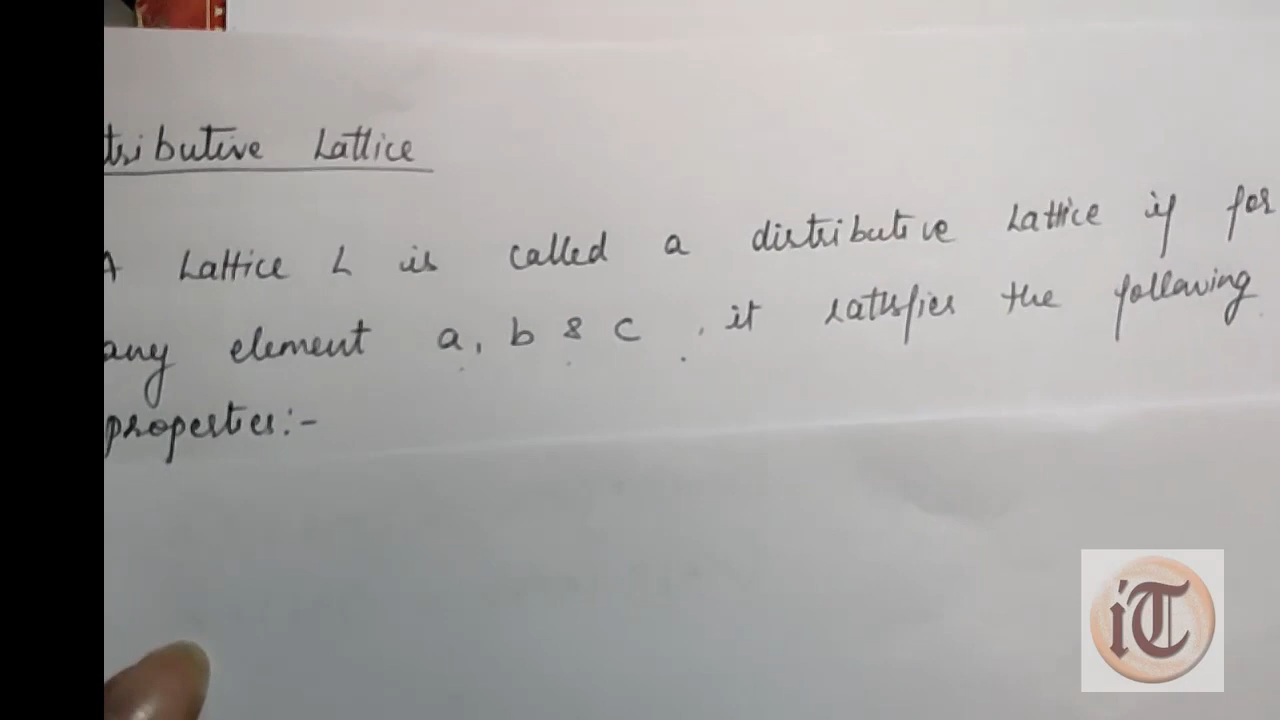 tributive Lattice
A Lattice L is called a distributive Lattice if for
any element a, b & c , it satisfies the following
properties:-
iT